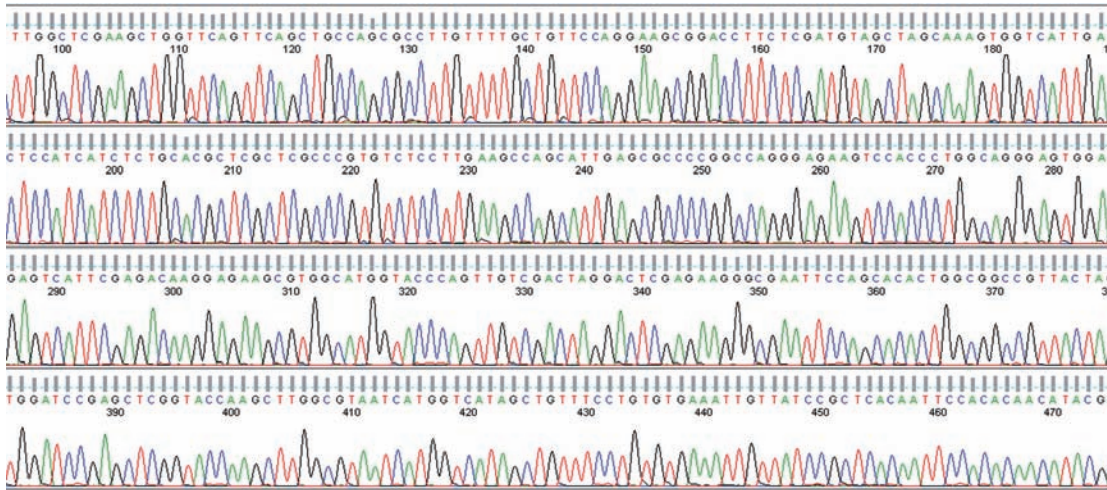 TTGGCTCGAAGCTGGTTCAGTTCAGCTGCCAGCGCCTTGTTTTGCTGTTCCAGGAAGCGGACCTTCTCGATGTAGCTAGCAAAGTGGTCATTGA
100 110 120 130 140 150 160 170 180
CTCCATCATCTCTGCACGCTCGCTCGCCCGTGTCTCCTTGAAGCCAGCATTGAGCGCCCCGGCCAGGGAGAAGTCCACCCTGGCAGGGAGTGGA
200 210 220 230 240 250 260 270 280
GAGTCATTCGAGACAAGGAGAAGCGTGGCATGGTACCCAGTTGTCGACTAGGACTCGAGAAGGGCGAATTCCAGCACACTGGCGGCCGTTACTA
290 300 310 320 330 340 350 360 370
TGGATCCGAGCTCGGTACCAAGCTTGGCGTAATCATGGTCATAGCTGTTTCCTGTGTGAAATTGTTATCCGCTCACAATTCCACACAACATACG
390 400 410 420 430 440 450 460 470